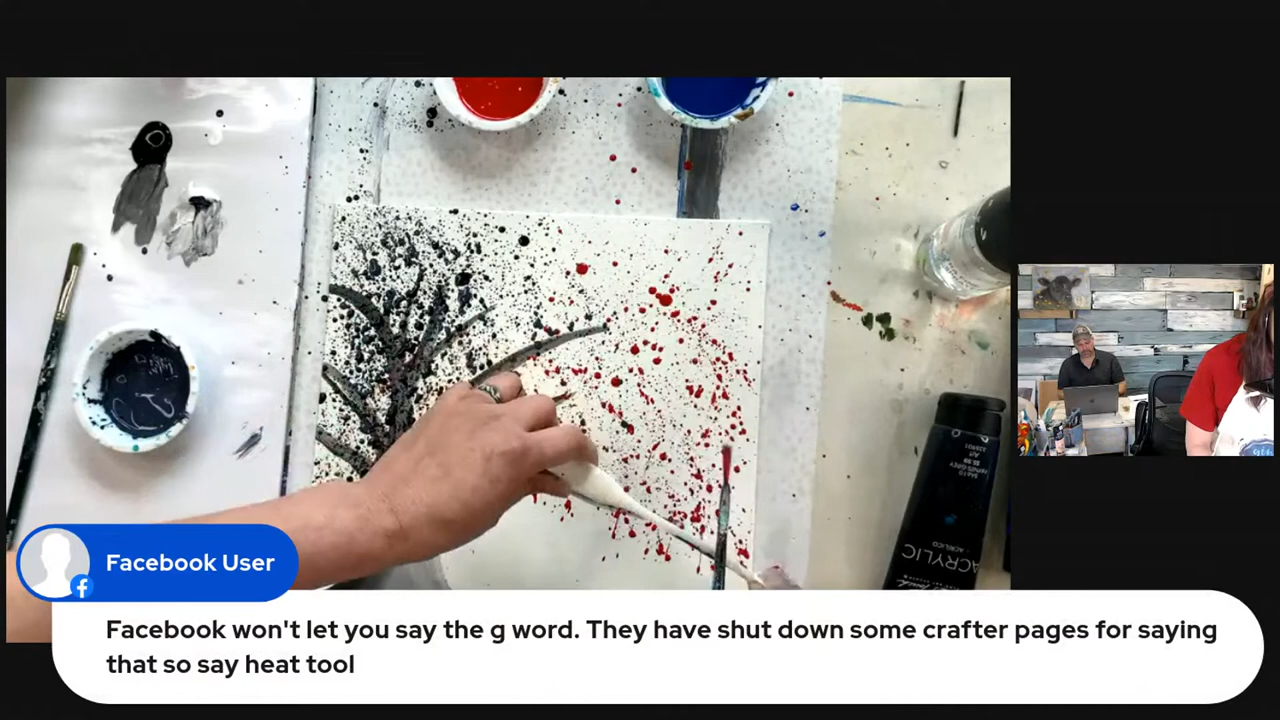 ACRYLIC
Facebook User
Facebook won't let you say the g word. They have shut down some crafter pages for saying
that so say heat tool